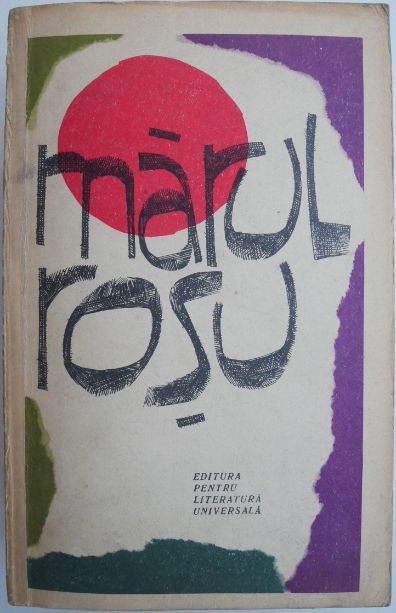 mărul
roșu
EDITURA
PENTRU
LITERATURĂ
UNIVERSALĂ